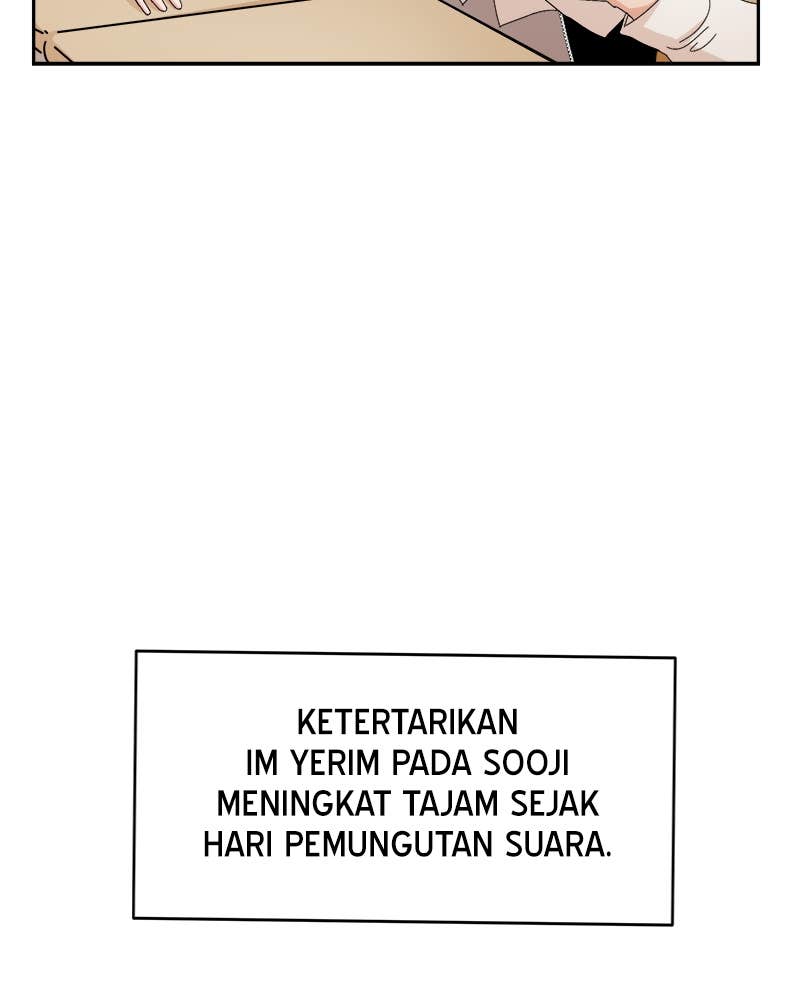 KETERTARIKAN
IM YERIM PADA SOOJI
MENINGKAT TAJAM SEJAK
HARI PEMUNGUTAN SUARA.